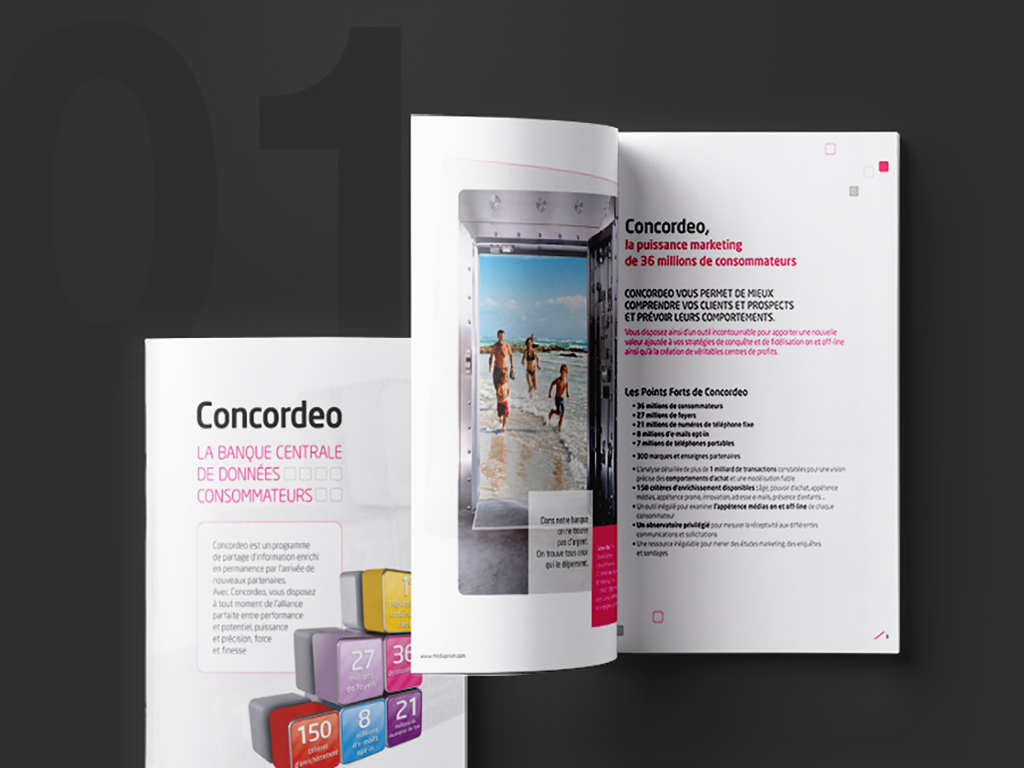 01
Concordeo
LA BANQUE CENTRALE
DE DONNÉES
CONSOMMATEURS
Concordeo est un programme
de partage d'information enrichi
en permanence par l'arrivée de
nouveaux partenaires.
Avec Concordeo, vous disposez
à tout moment de l'alliance
parfaite entre performance
et potentiel, puissance
et précision, force
et finesse
1
27
millions
de foyers
36
150
critères
d'enrichissement
8
millions
d'e-mails
opt-in
21
millions de
numéros de fixe
Dans notre banque
on ne trouve
pas d'argent.
On trouve tous ceux
qui le dépensent.
Concordeo,
la puissance marketing
de 36 millions de consommateurs
CONCORDEO VOUS PERMET DE MIEUX
COMPRENDRE VOS CLIENTS ET PROSPECTS
ET PRÉVOIR LEURS COMPORTEMENTS.
Vous disposez ainsi d'un outil incontournable pour apporter une nouvelle
valeur ajoutée à vos stratégies de conquête et de fidélisation on et off-line
ainsi qu'à la création de véritables centres de profits.
Les Points Forts de Concordeo
• 36 millions de consommateurs
• 27 millions de foyers
• 21 millions de numéros de téléphone fixe
• 8 millions d'e-mails opt-in
• 7 millions de téléphones portables
• 300 marques et enseignes partenaires
• L'analyse détaillée de plus de 1 milliard de transactions constatées pour une vision
précise des comportements d'achat et une modélisation fiable
• 150 critères d'enrichissement disponibles : âge, pouvoir d'achat, appétence
médias, appétence promo, innovation, adresse e-mails, présence d'enfants...
• Un outil inégalé pour examiner l'appétence médias on et off-line de chaque
consommateur
• Un observatoire privilégié pour mesurer la réceptivité aux différentes
communications et sollicitations
• Une ressource inégalable pour mener des études marketing, des enquêtes
et sondages
3